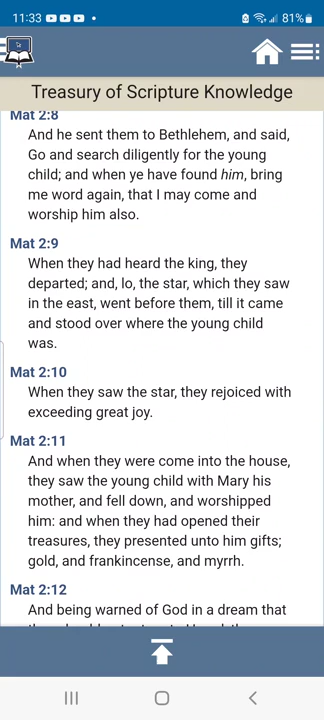 11:33
81%
Treasury of Scripture Knowledge
Mat 2:8
And he sent them to Bethlehem, and said,
Go and search diligently for the young
child; and when ye have found him, bring
me word again, that I may come and
worship him also.
Mat 2:9
When they had heard the king, they
departed; and, lo, the star, which they saw
in the east, went before them, till it came
and stood over where the young child
was.
Mat 2:10
When they saw the star, they rejoiced with
exceeding great joy.
Mat 2:11
And when they were come into the house,
they saw the young child with Mary his
mother, and fell down, and worshipped
him: and when they had opened their
treasures, they presented unto him gifts;
gold, and frankincense, and myrrh.
Mat 2:12
And being warned of God in a dream that